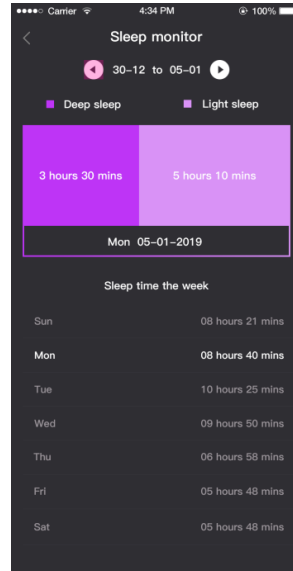 Carrier 4:34 PM 100%
Sleep monitor
30-12 to 05-01
Deep sleep Light sleep
3 hours 30 mins 5 hours 10 mins
Mon 05-01-2019
Sleep time the week
Sun 08 hours 21 mins
Mon 08 hours 40 mins
Tue 10 hours 25 mins
Wed 09 hours 50 mins
Thu 06 hours 58 mins
Fri 05 hours 48 mins
Sat 05 hours 48 mins